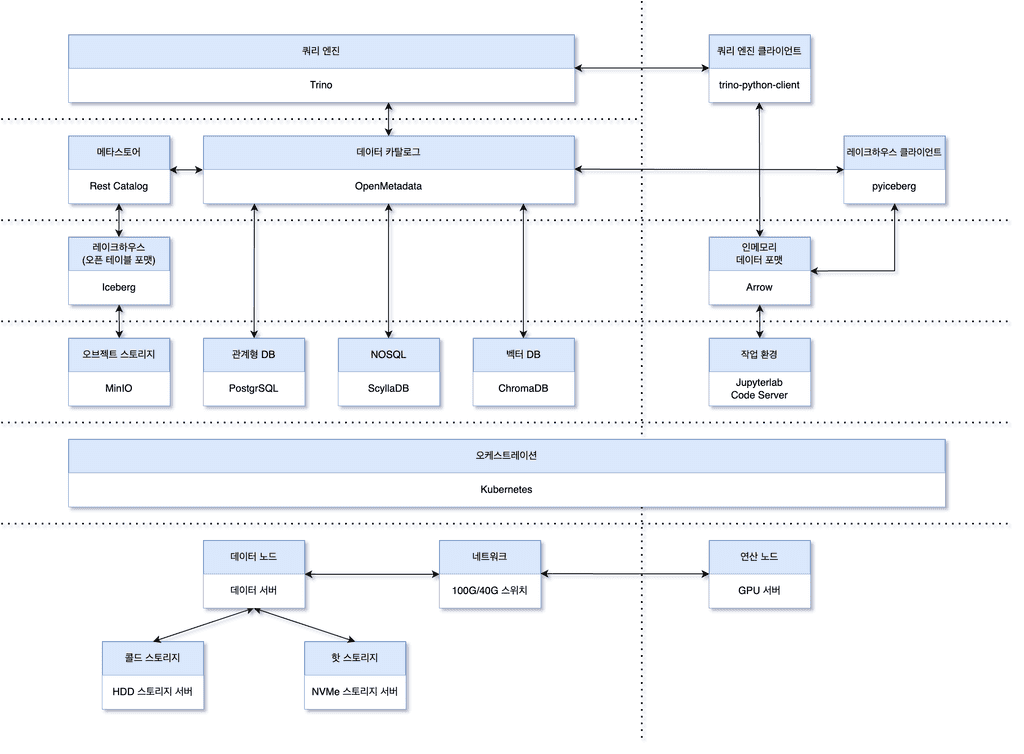 쿼리 엔진
Trino
쿼리 엔진 클라이언트
trino-python-client
메타스토어
Rest Catalog
데이터 카탈로그
OpenMetadata
레이크하우스 클라이언트
pyiceberg
레이크하우스
(오픈 테이블 포맷)
Iceberg
인메모리
데이터 포맷
Arrow
오브젝트 스토리지
MinIO
관계형 DB
PostgrSQL
NOSQL
ScyllaDB
벡터 DB
ChromaDB
작업 환경
Jupyterlab
Code Server
오케스트레이션
Kubernetes
데이터 노드
데이터 서버
네트워크
100G/40G 스위치
연산 노드
GPU 서버
콜드 스토리지
HDD 스토리지 서버
핫 스토리지
NVMe 스토리지 서버